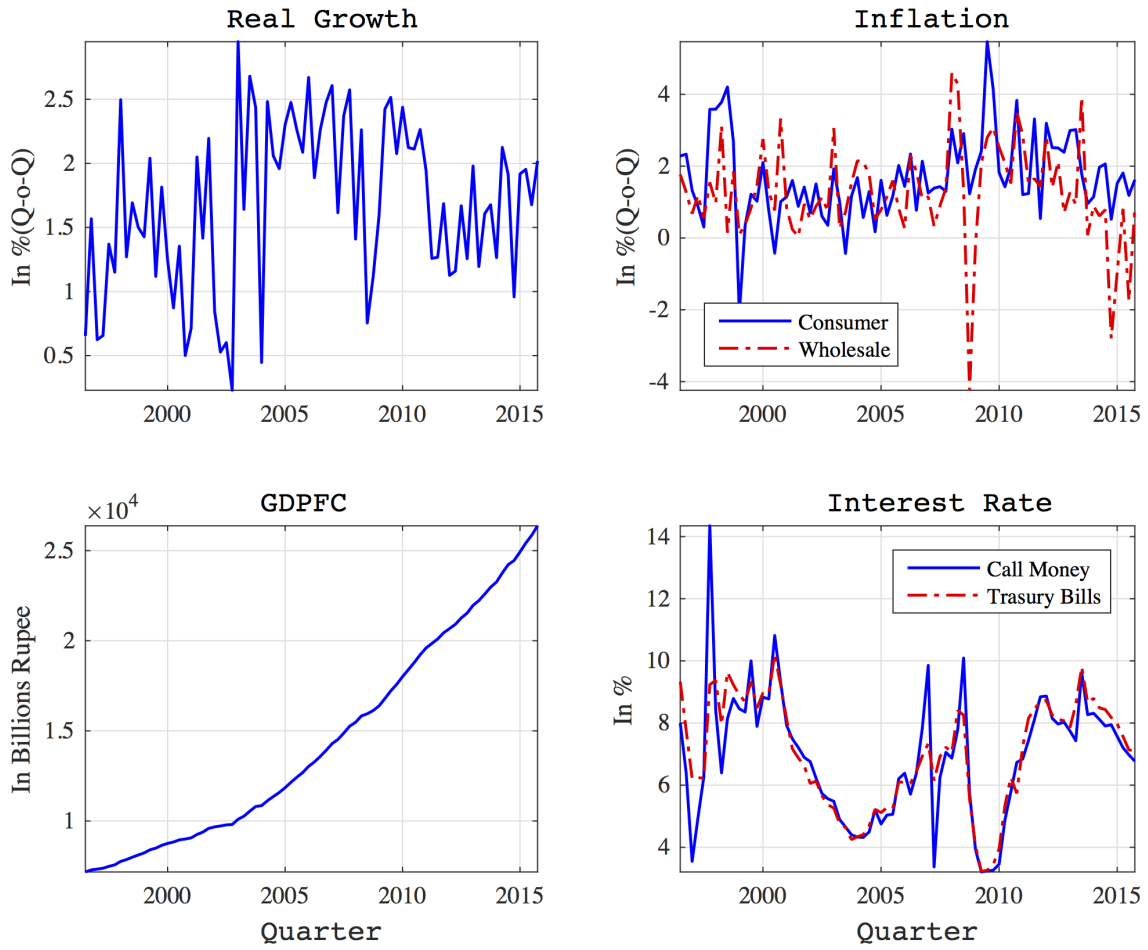 Real Growth
In %(Q-o-Q)
2.5
2
1.5
1
0.5
2000 2005 2010 2015
Inflation
In %(Q-o-Q)
4
2
0
-2
-4
Consumer
Wholesale
2000 2005 2010 2015
GDPFC
×10⁴
In Billions Rupee
2.5
2
1.5
1
2000 2005 2010 2015
Quarter
Interest Rate
In %
14
12
10
8
6
4
Call Money
Trasury Bills
2000 2005 2010 2015
Quarter